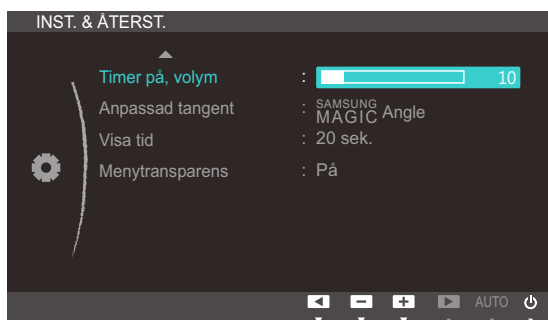 INST. & ÅTERST.
Timer på, volym : 10
Anpassad tangent : SAMSUNG MAGIC Angle
Visa tid : 20 sek.
Menytransparens : På
AUTO